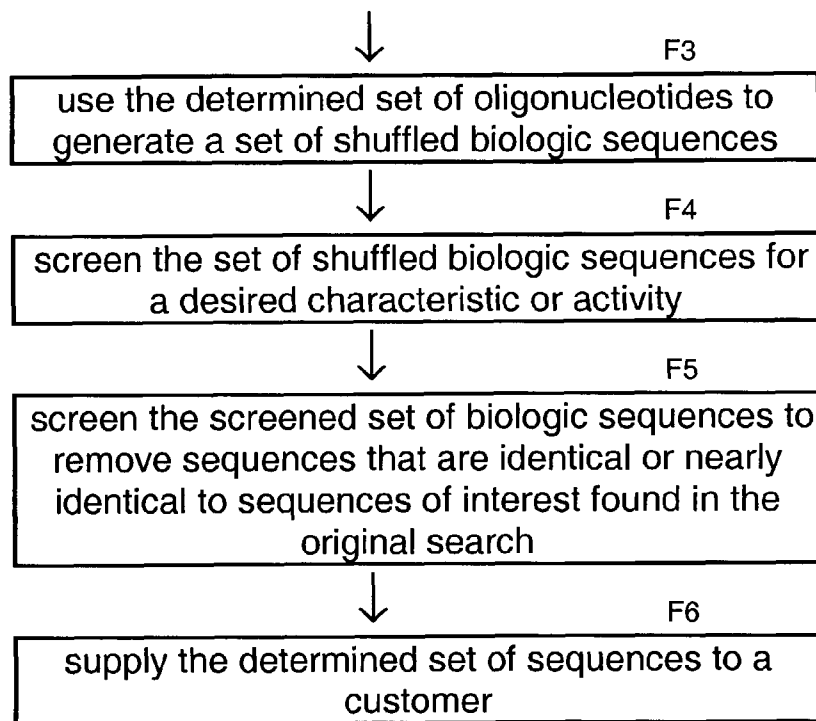 F3
use the determined set of oligonucleotides to
generate a set of shuffled biologic sequences
F4
screen the set of shuffled biologic sequences for
a desired characteristic or activity
F5
screen the screened set of biologic sequences to
remove sequences that are identical or nearly
identical to sequences of interest found in the
original search
F6
supply the determined set of sequences to a
customer